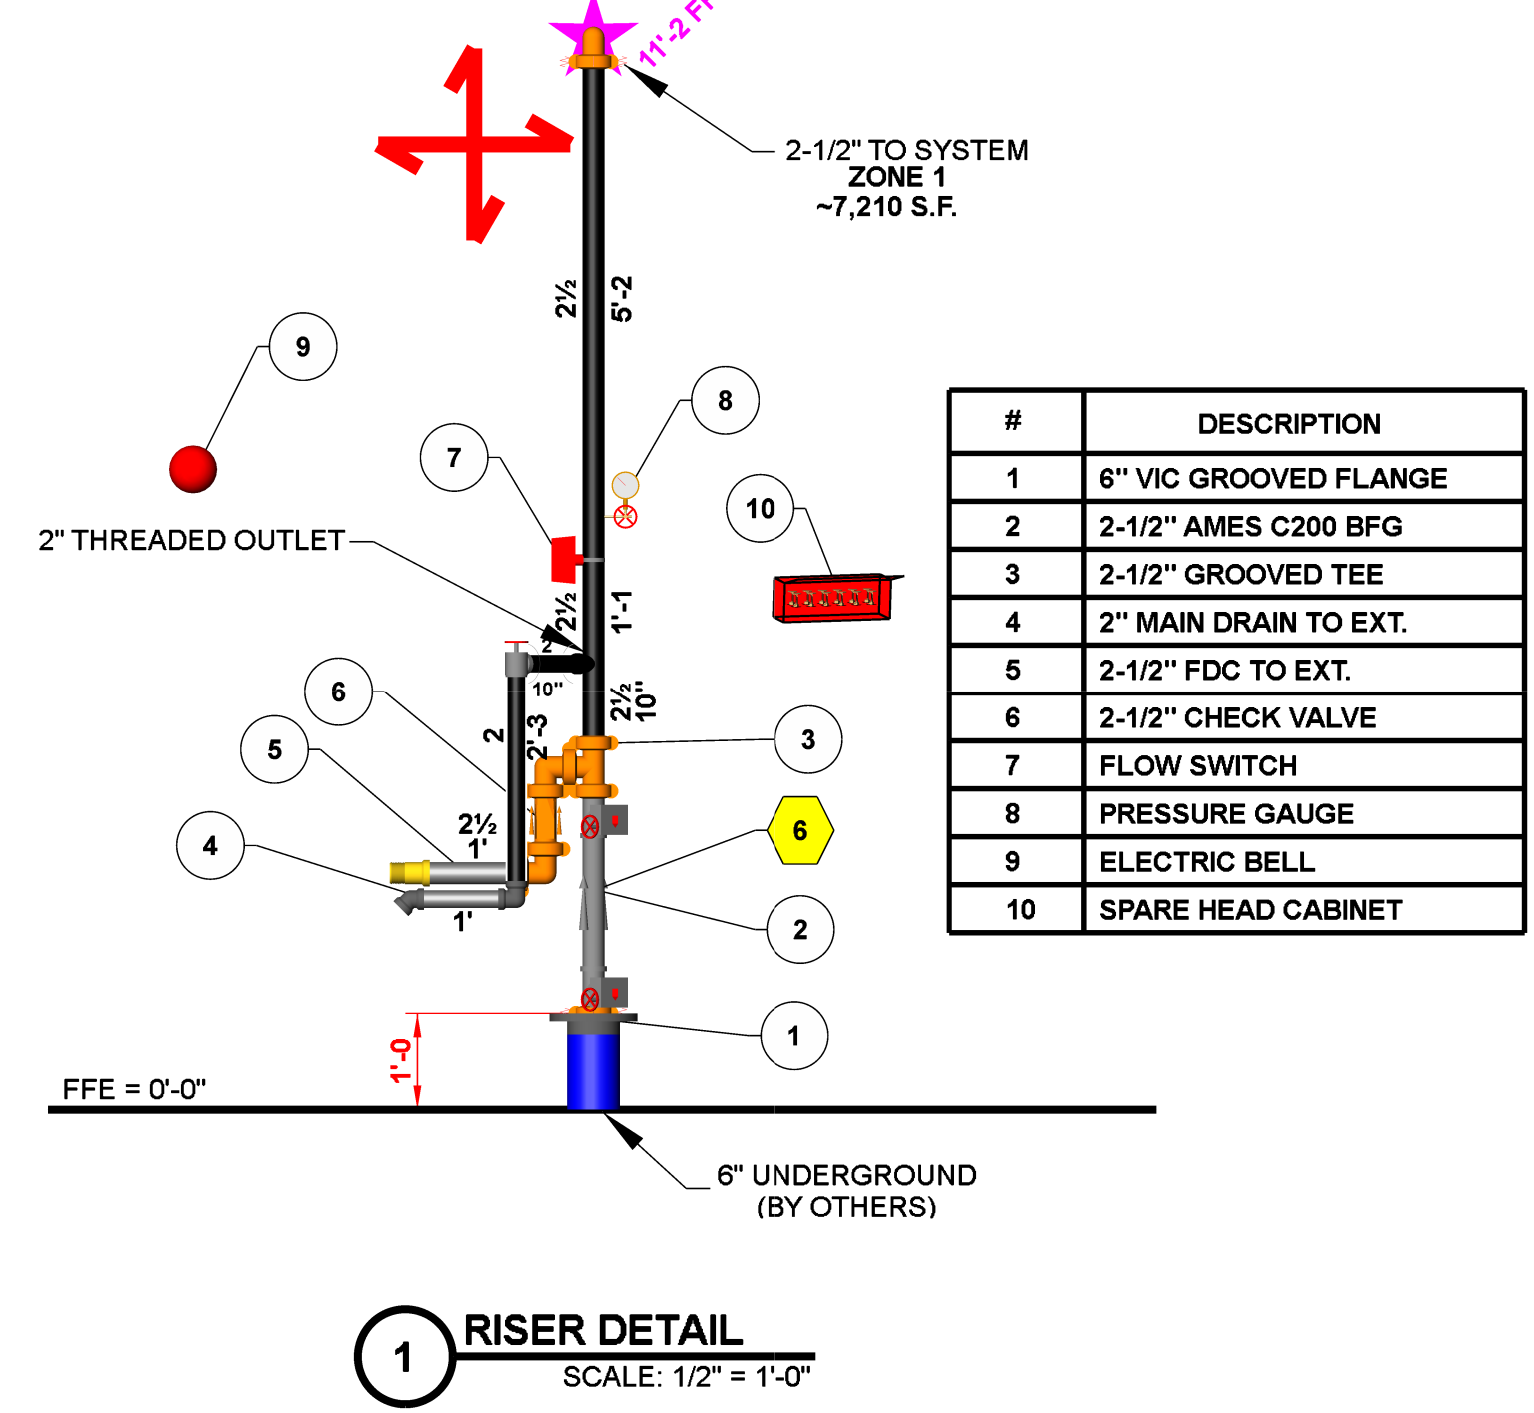 11'-2
2-1/2" TO SYSTEM
ZONE 1
~7,210 S.F.
2½
5'-2
9
8
7
10
2" THREADED OUTLET
2½
1'-1
2
10"
2½
10"
6
2
2'-3
3
5
2½
1'
6
4
1'
2
1'-0
1
FFE = 0'-0"
6" UNDERGROUND
(BY OTHERS)
# DESCRIPTION
1 6" VIC GROOVED FLANGE
2 2-1/2" AMES C200 BFG
3 2-1/2" GROOVED TEE
4 2" MAIN DRAIN TO EXT.
5 2-1/2" FDC TO EXT.
6 2-1/2" CHECK VALVE
7 FLOW SWITCH
8 PRESSURE GAUGE
9 ELECTRIC BELL
10 SPARE HEAD CABINET
1 RISER DETAIL
SCALE: 1/2" = 1'-0"